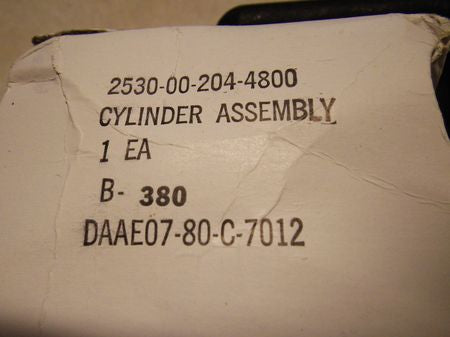 2530-00-204-4800
CYLINDER ASSEMBLY
1 EA
B- 380
DAAE07-80-C-7012